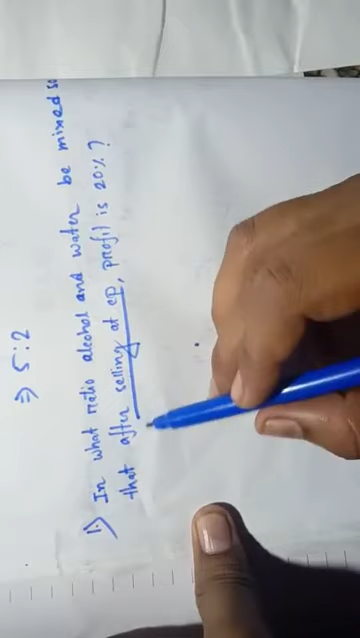 ⇒ 5:2
1.) In what ratio alcohol and water be mixed so
that after selling at cp, profit is 20%?